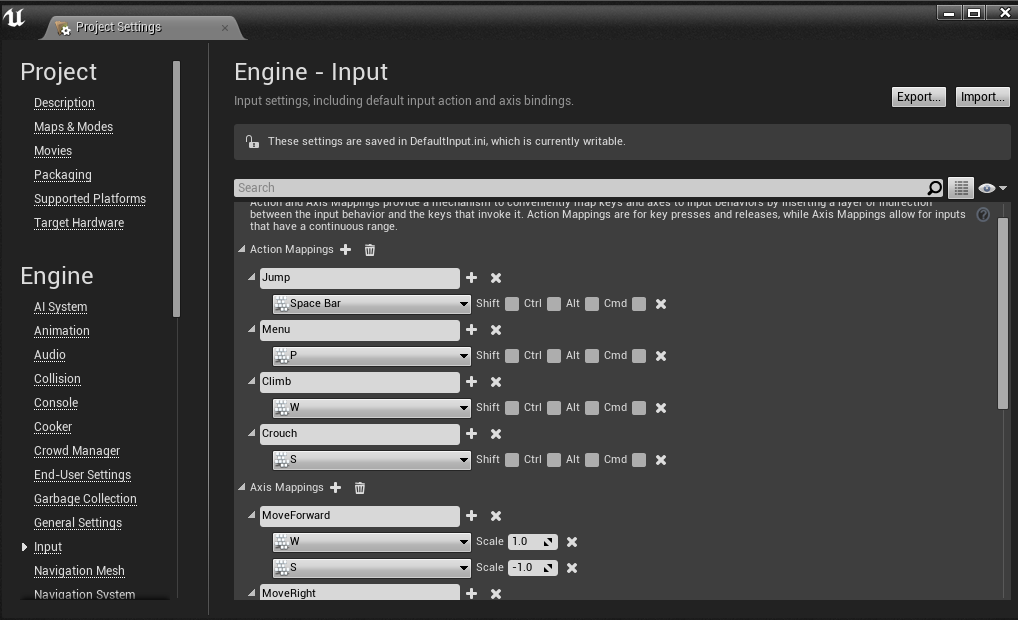 Project Settings
Project
Description
Maps & Modes
Movies
Packaging
Supported Platforms
Target Hardware
Engine
AI System
Animation
Audio
Collision
Console
Cooker
Crowd Manager
End-User Settings
Garbage Collection
General Settings
Input
Navigation Mesh
Navigation System
Engine - Input
Input settings, including default input action and axis bindings.
Export...
Import...
These settings are saved in DefaultInput.ini, which is currently writable.
Search
Action and Axis Mappings provide a mechanism to conveniently map keys and axes to input behaviors by inserting a layer of indirection
between the input behavior and the keys that invoke it. Action Mappings are for key presses and releases, while Axis Mappings allow for inputs
that have a continuous range.
Action Mappings
Jump
Space Bar Shift Ctrl Alt Cmd
Menu
P Shift Ctrl Alt Cmd
Climb
W Shift Ctrl Alt Cmd
Crouch
S Shift Ctrl Alt Cmd
Axis Mappings
MoveForward
W Scale 1.0
S Scale -1.0
MoveRight